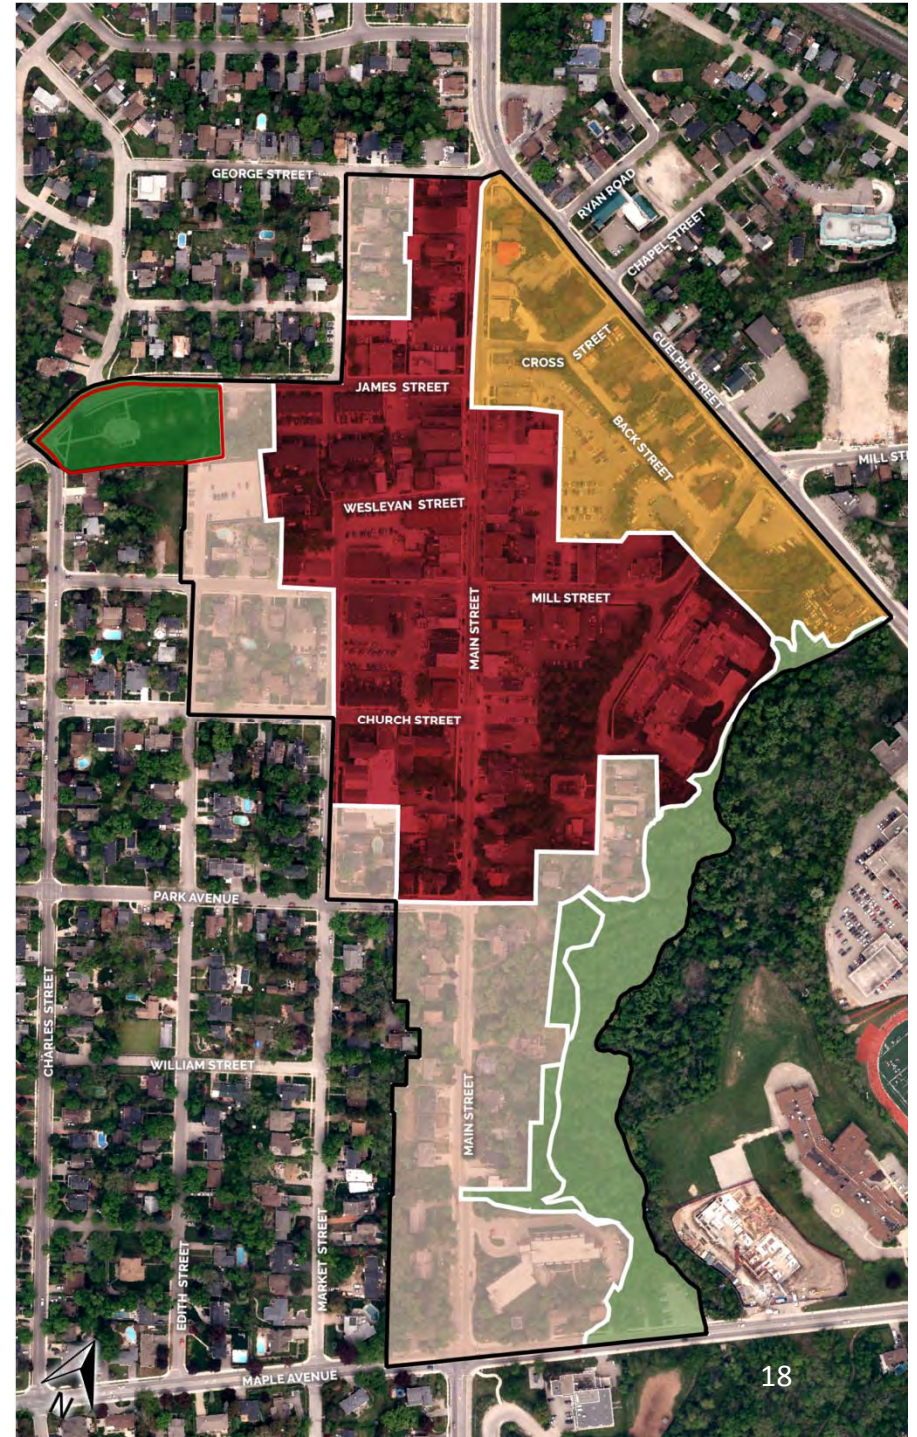 GEORGE STREET
RYAN ROAD
CHAPEL STREET
GUELPH STREET
CROSS STREET
JAMES STREET
BACK STREET
MILL ST
WESLEYAN STREET
MILL STREET
MAIN STREET
CHURCH STREET
PARK AVENUE
CHARLES STREET
WILLIAM STREET
MAIN STREET
MARKET STREET
EDITH STREET
MAPLE AVENUE
18
N